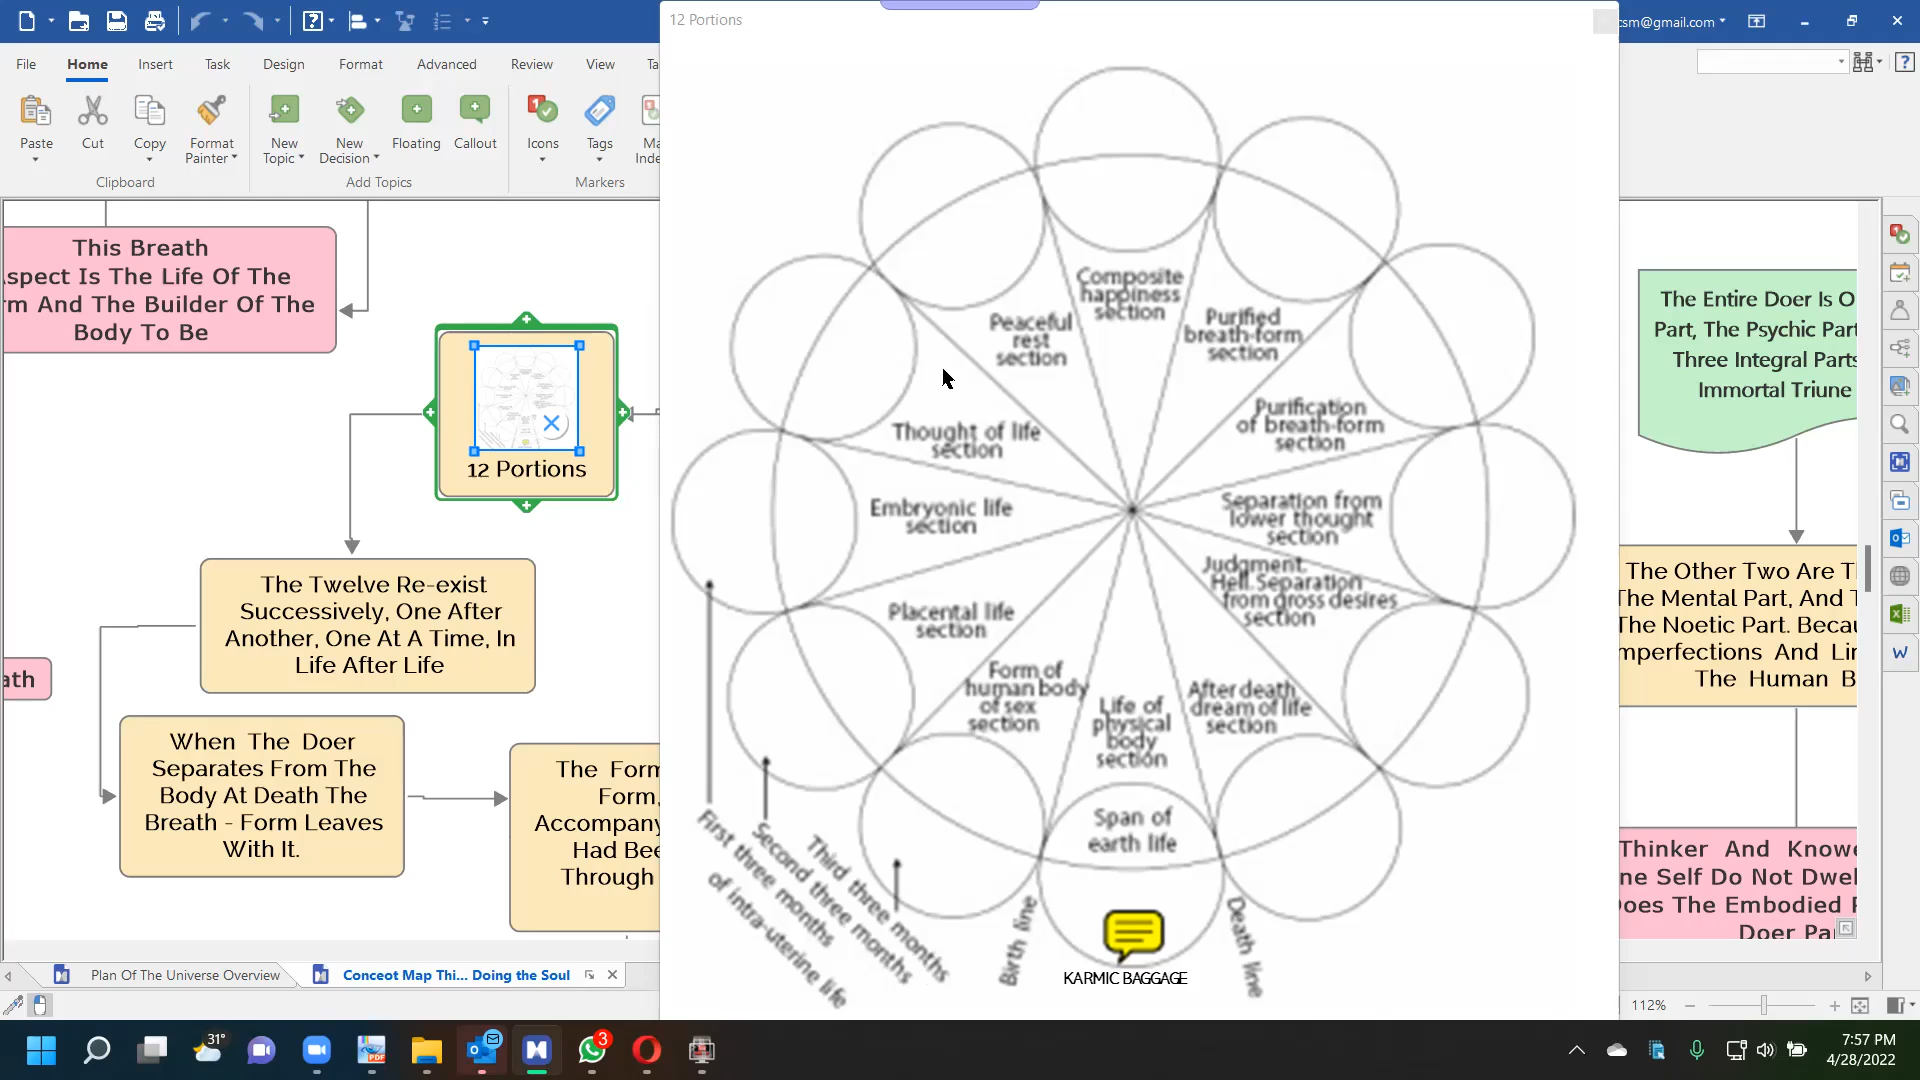 12 Portions
csm@gmail.com
File
Home
Insert
Task
Design
Format
Advanced
Review
View
Ta
Paste
Cut
Copy
Format
Painter
New
Topic
New
Decision
Floating
Callout
Icons
Tags
Ma
Inde
Clipboard
Add Topics
Markers
This Breath
spect Is The Life Of The
rm And The Builder Of The
Body To Be
12 Portions
The Twelve Re-exist
Successively, One After
Another, One At A Time, In
Life After Life
ath
When The Doer
Separates From The
Body At Death The
Breath - Form Leaves
With It.
The Form
Form,
Accompany
Had Bee
Through
Composite
happiness
section
Peaceful
rest
section
Purified
breath-form
section
Thought of life
section
Purification
of breath-form
section
Embryonic life
section
Separation from
lower thought
section
Judgment.
Hell. Separation
from gross desires
section
Placental life
section
Form of
human body
of sex
section
Life of
physical
body
section
After death
dream of life
section
Span of
earth life
First three months
of intra-uterine life
Second three months
Third three months
Birth line
Death line
KARMIC BAGGAGE
The Entire Doer Is O
Part, The Psychic Part
Three Integral Parts
Immortal Triune
The Other Two Are T
The Mental Part, And T
The Noetic Part. Becau
mperfections And Lin
The Human B
Thinker And Knowe
ne Self Do Not Dwel
Does The Embodied P
Doer Pa
Plan Of The Universe Overview
Conceot Map Thi... Doing the Soul
112%
31°
PDF
3
7:57 PM
4/28/2022